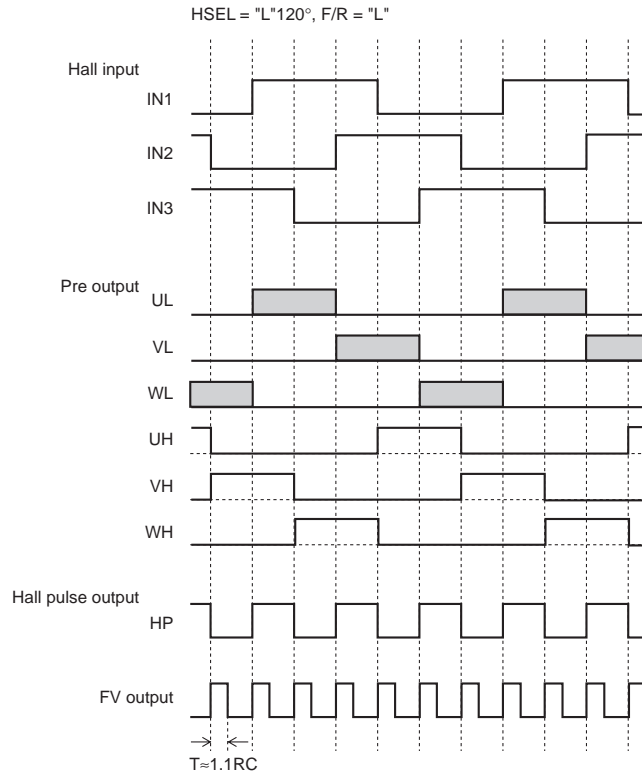 HSEL = "L"120°, F/R = "L"
Hall input
IN1
IN2
IN3
Pre output
UL
VL
WL
UH
VH
WH
Hall pulse output
HP
FV output
T≈1.1RC